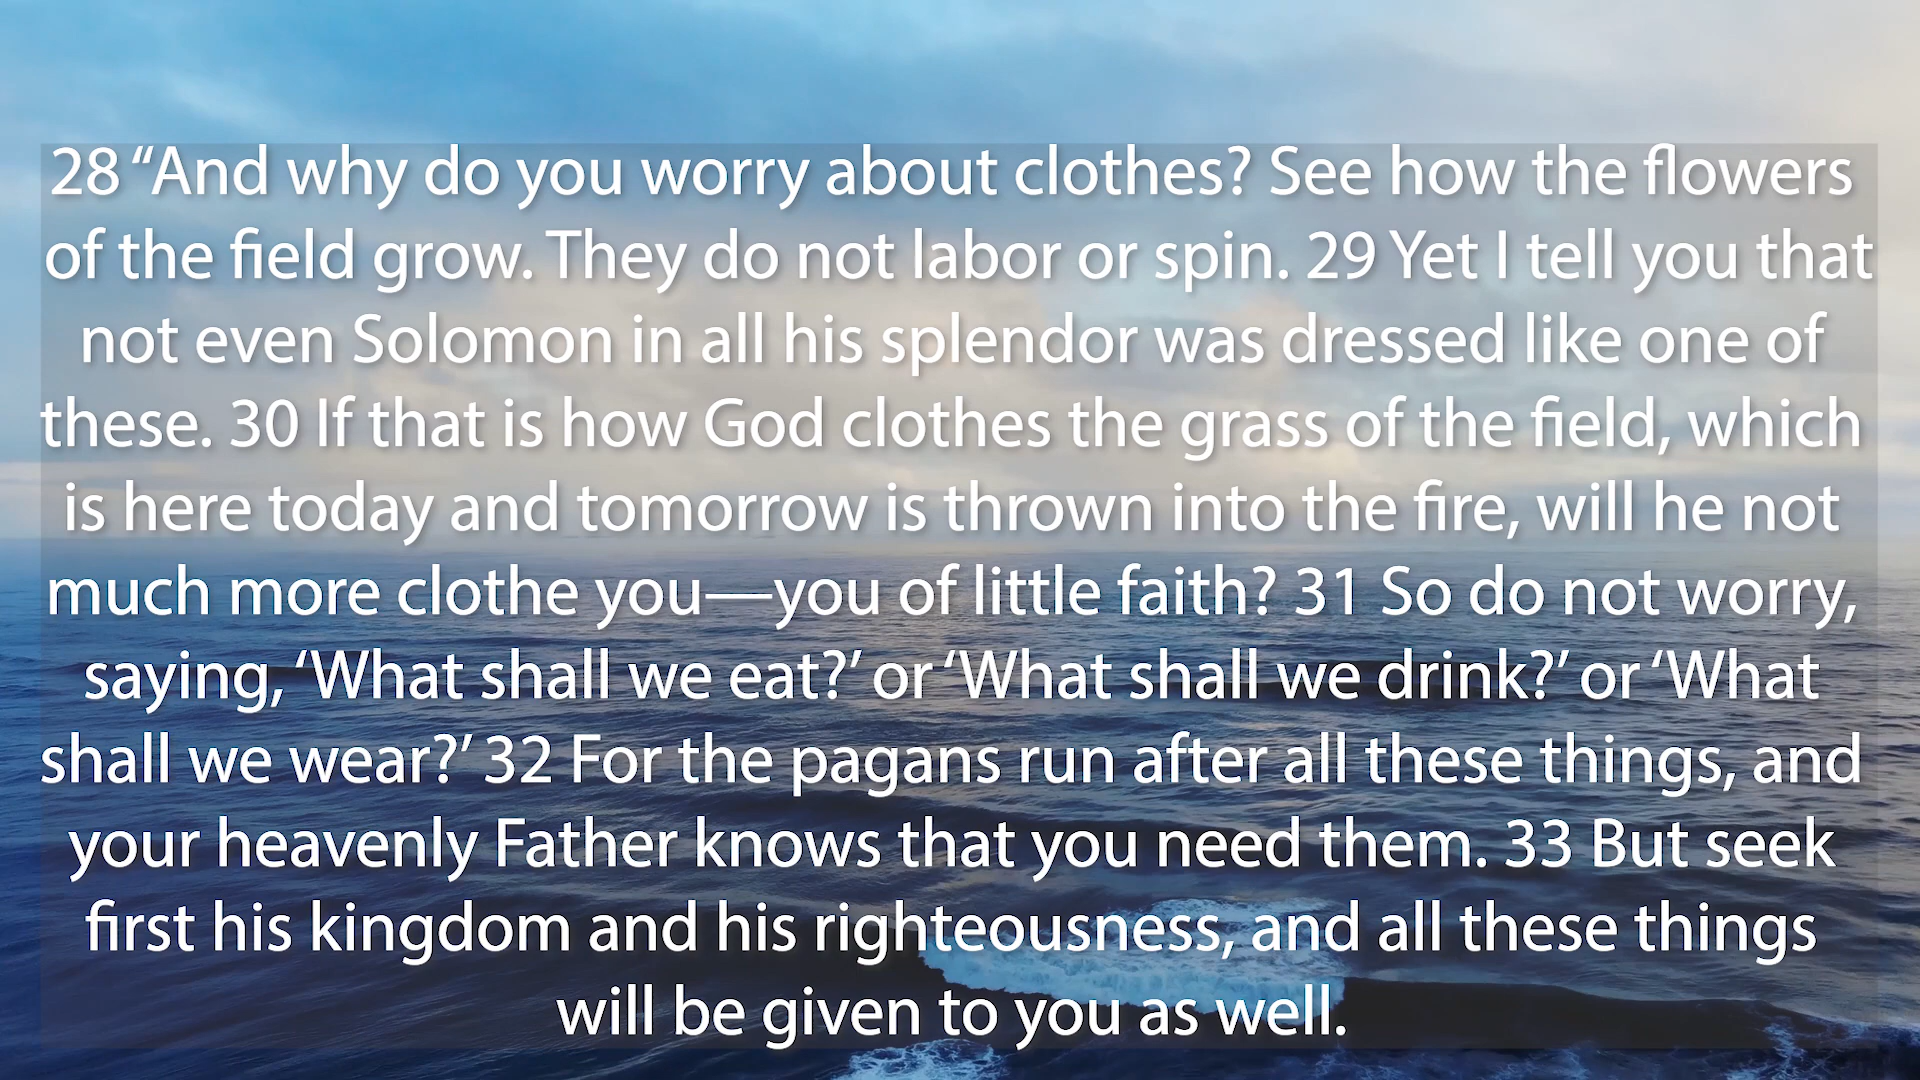 28 “And why do you worry about clothes? See how the flowers
of the field grow. They do not labor or spin. 29 Yet I tell you that
not even Solomon in all his splendor was dressed like one of
these. 30 If that is how God clothes the grass of the field, which
is here today and tomorrow is thrown into the fire, will he not
much more clothe you—you of little faith? 31 So do not worry,
saying, ‘What shall we eat?’ or ‘What shall we drink?’ or ‘What
shall we wear?’ 32 For the pagans run after all these things, and
your heavenly Father knows that you need them. 33 But seek
first his kingdom and his righteousness, and all these things
will be given to you as well.